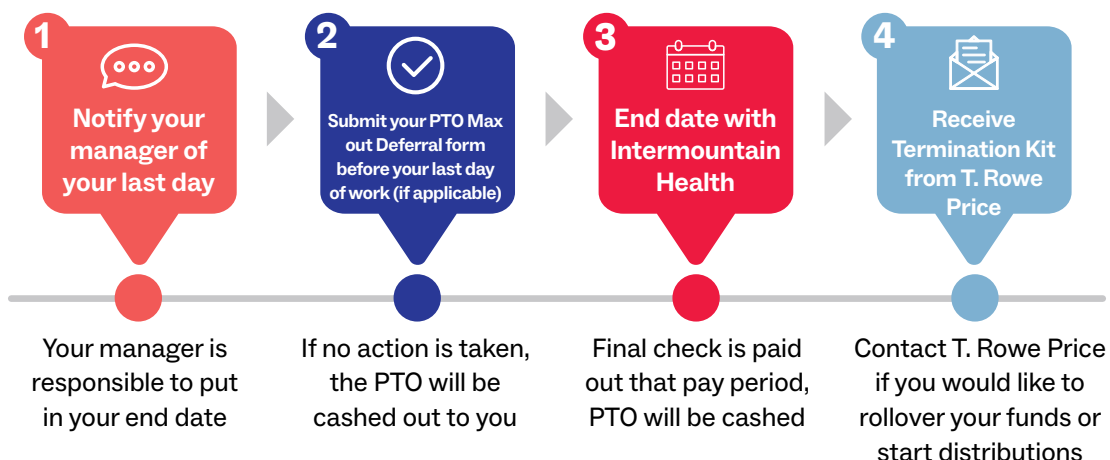 1
Notify your
manager of
your last day
Your manager is
responsible to put
in your end date
2
Submit your PTO Max
out Deferral form
before your last day
of work (if applicable)
If no action is taken,
the PTO will be
cashed out to you
3
End date with
Intermountain
Health
Final check is paid
out that pay period,
PTO will be cashed
4
Receive
Termination Kit
from T. Rowe
Price
Contact T. Rowe Price
if you would like to
rollover your funds or
start distributions